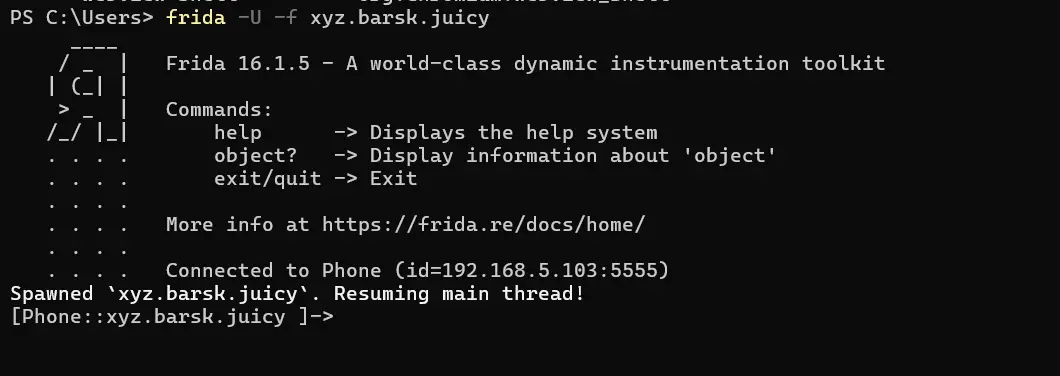 PS C:\Users> frida -U -f xyz.barsk.juicy
     ____
    / _  |   Frida 16.1.5 - A world-class dynamic instrumentation toolkit
   | (_| |
    > _  |   Commands:
   /_/ |_|       help      -> Displays the help system
   . . . .       object?   -> Display information about 'object'
   . . . .       exit/quit -> Exit
   . . . .
   . . . .   More info at https://frida.re/docs/home/
   . . . .
   . . . .   Connected to Phone (id=192.168.5.103:5555)
Spawned `xyz.barsk.juicy`. Resuming main thread!
[Phone::xyz.barsk.juicy ]->